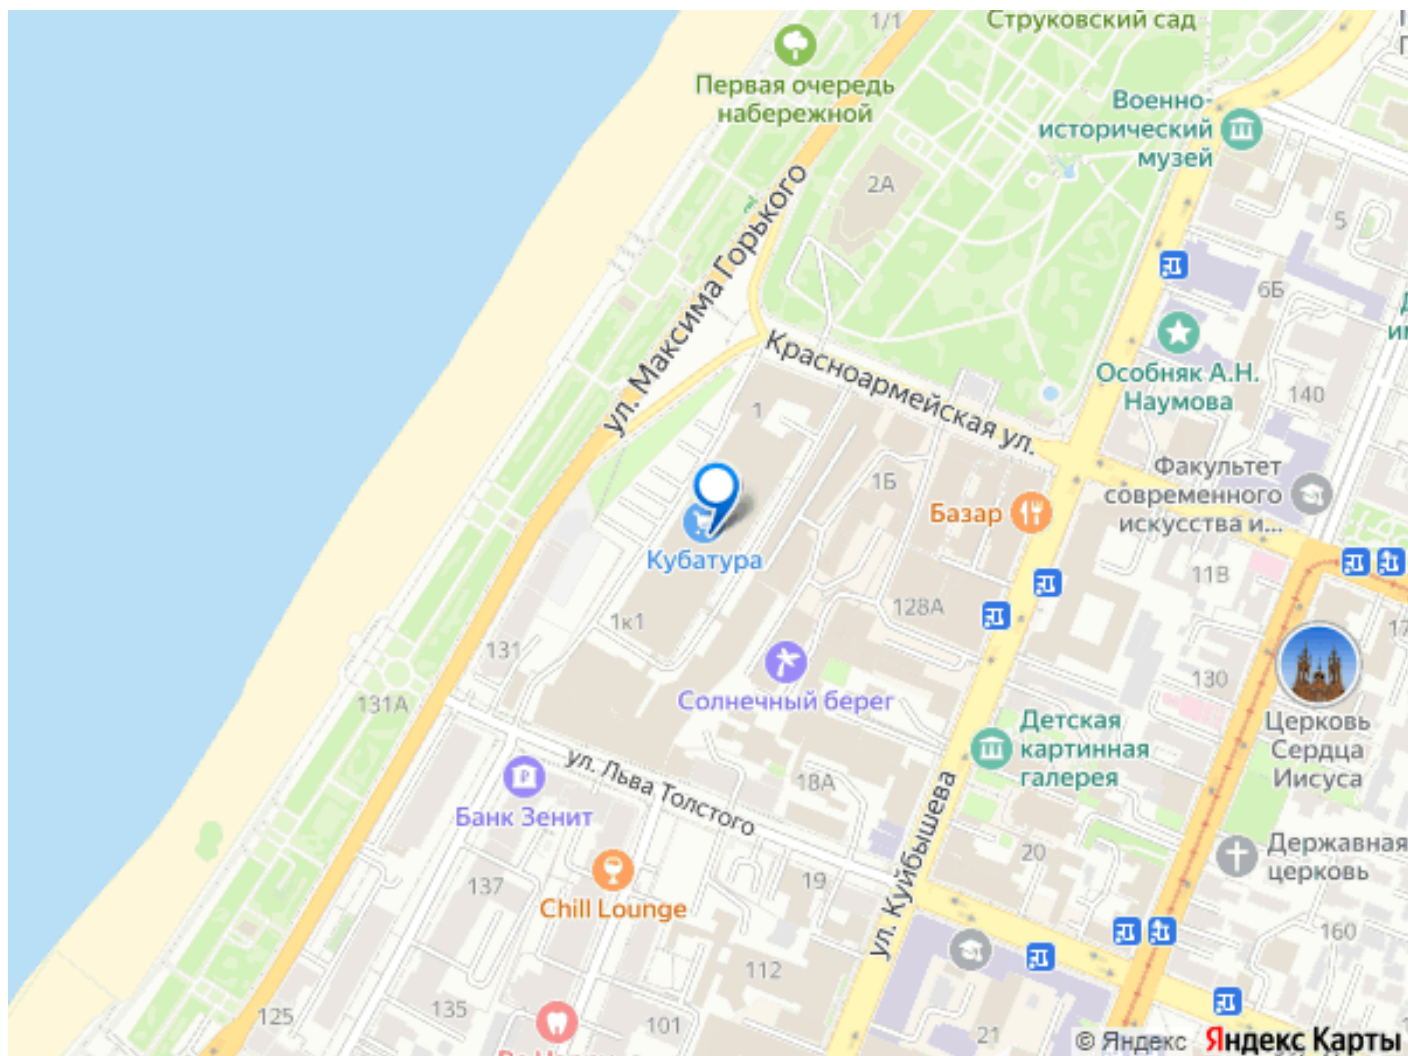 1/1
Струковский сад
Первая очередь
набережной
Военно-
исторический
музей
2А
5
ул. Максима Горького
6Б
Красноармейская ул.
Особняк А.Н.
Наумова
140
1
1Б
Базар
Факультет
современного
искусства и...
Кубатура
11В
128А
1к1
131
17
130
Солнечный берег
131А
Церковь
Сердца
Иисуса
Детская
картинная
галерея
ул. Льва Толстого
18А
Банк Зенит
ул. Куйбышева
20
Державная
церковь
137
19
Chill Lounge
160
112
135
125
101
21
© Яндекс Яндекс Карты